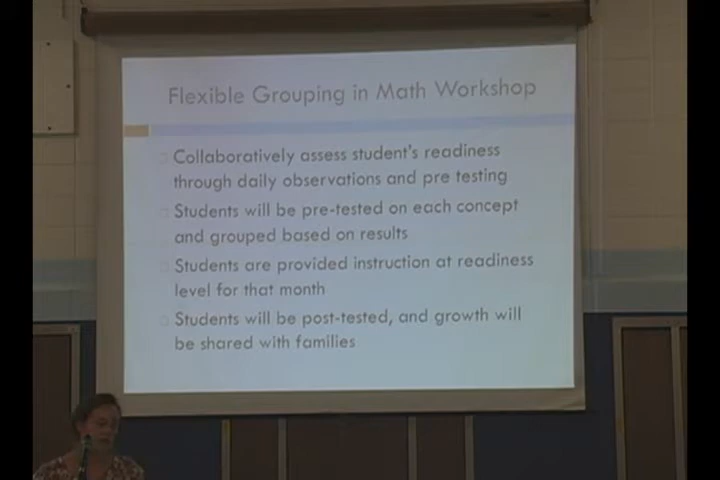 Flexible Grouping in Math Workshop
Collaboratively assess student's readiness
through daily observations and pre testing
Students will be pre-tested on each concept
and grouped based on results
Students are provided instruction at readiness
level for that month
Students will be post-tested, and growth will
be shared with families